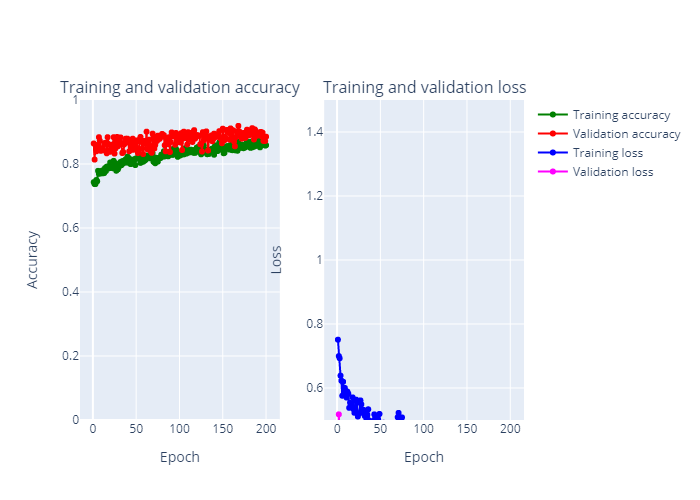 Training and validation accuracy
Training and validation loss
1
0.8
0.6
0.4
0.2
0
Accuracy
0 50 100 150 200
Epoch
1.4
1.2
1
0.8
0.6
Loss
0 50 100 150 200
Epoch
Training accuracy
Validation accuracy
Training loss
Validation loss